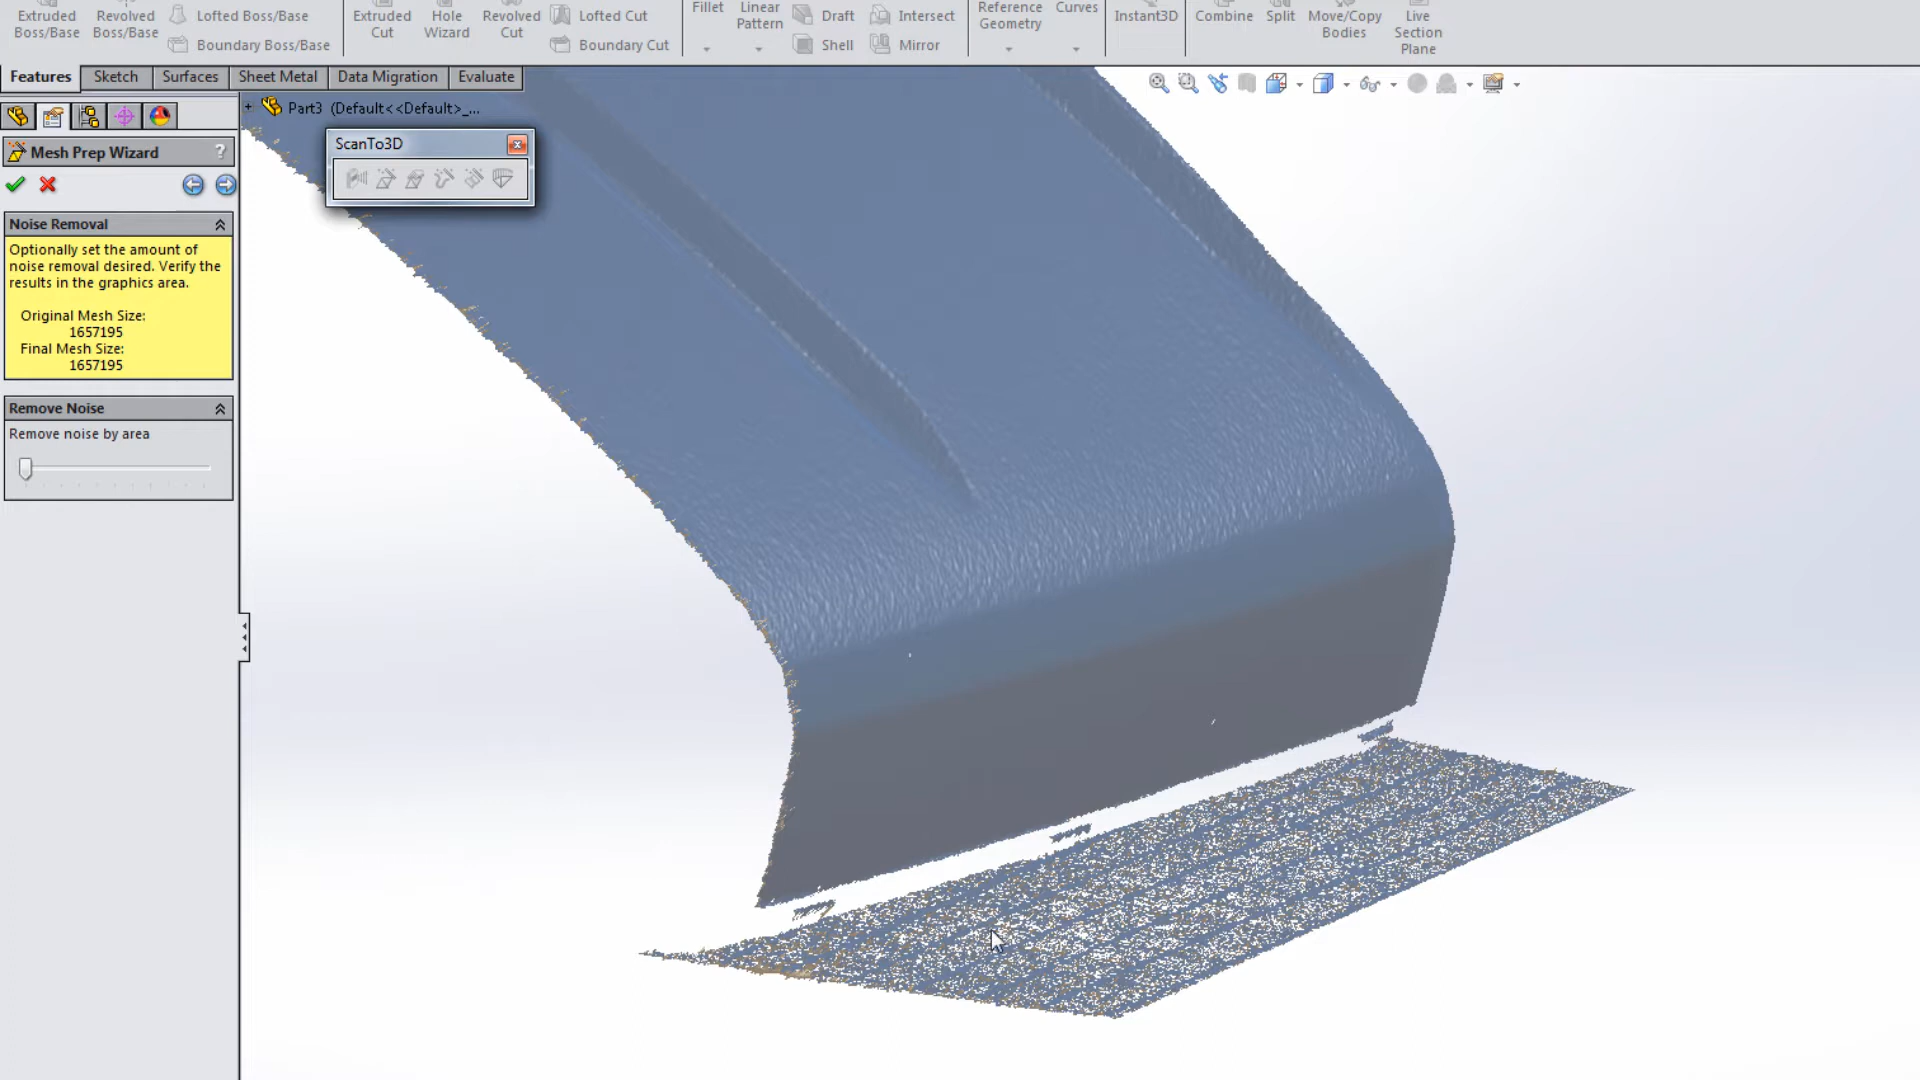 Extruded
Boss/Base
Revolved
Boss/Base
Lofted Boss/Base
Boundary Boss/Base
Extruded
Cut
Hole
Wizard
Revolved
Cut
Lofted Cut
Boundary Cut
Fillet
Linear
Pattern
Draft
Shell
Intersect
Mirror
Reference
Geometry
Curves
Instant3D
Combine
Split
Move/Copy
Bodies
Live
Section
Plane
Features
Sketch
Surfaces
Sheet Metal
Data Migration
Evaluate
Part3 (Default<<Default>_...
ScanTo3D
Mesh Prep Wizard
?
Noise Removal
Optionally set the amount of
noise removal desired. Verify the
results in the graphics area.
Original Mesh Size:
1657195
Final Mesh Size:
1657195
Remove Noise
Remove noise by area